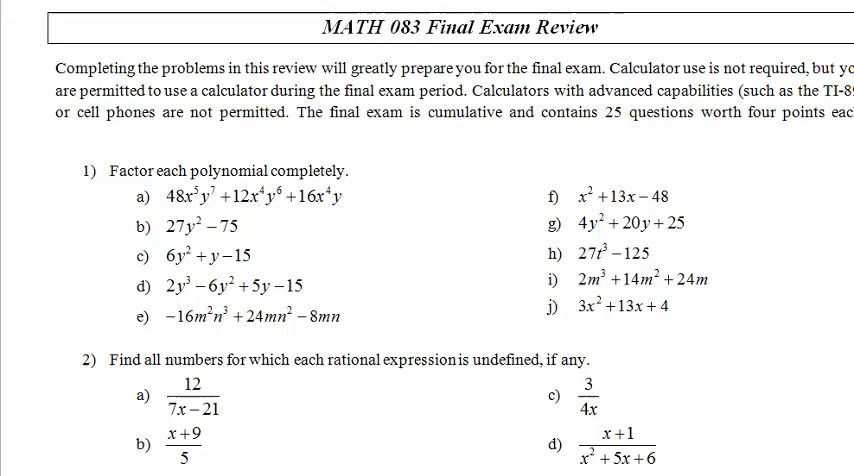 MATH 083 Final Exam Review
Completing the problems in this review will greatly prepare you for the final exam. Calculator use is not required, but
are permitted to use a calculator during the final exam period. Calculators with advanced capabilities (such as the
or cell phones are not permitted. The final exam is cumulative and contains 25 questions worth four points
1) Factor each polynomial completely.
a) 48x⁵y⁷ +12x⁴y⁶ +16x⁴y
b) 27y² – 75
c) 6y² + y – 15
d) 2y³ – 6y² + 5y – 15
e) –16m²n³ + 24mn² – 8mn
f) x² +13x – 48
g) 4y² + 20y + 25
h) 27t³ – 125
i) 2m³ +14m² + 24m
j) 3x² +13x + 4
2) Find all numbers for which each rational expression is undefined, if any.
a) 12/(7x – 21)
b) (x+9)/5
c) 3/(4x)
d) (x+1)/(x² + 5x + 6)